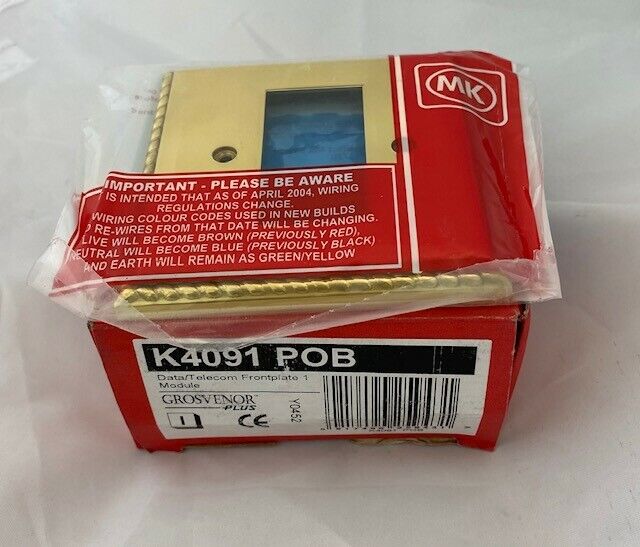 MK
IMPORTANT - PLEASE BE AWARE
IS INTENDED THAT AS OF APRIL 2004, WIRING
REGULATIONS CHANGE.
WIRING COLOUR CODES USED IN NEW BUILDS
RE-WIRES FROM THAT DATE WILL BE CHANGING.
LIVE WILL BECOME BROWN (PREVIOUSLY RED),
NEUTRAL WILL BECOME BLUE (PREVIOUSLY BLACK)
AND EARTH WILL REMAIN AS GREEN/YELLOW
K4091 POB
Data/Telecom Frontplate 1
Module
GROSVENOR
PLUS
1 CE
Y0452
K4091 POB